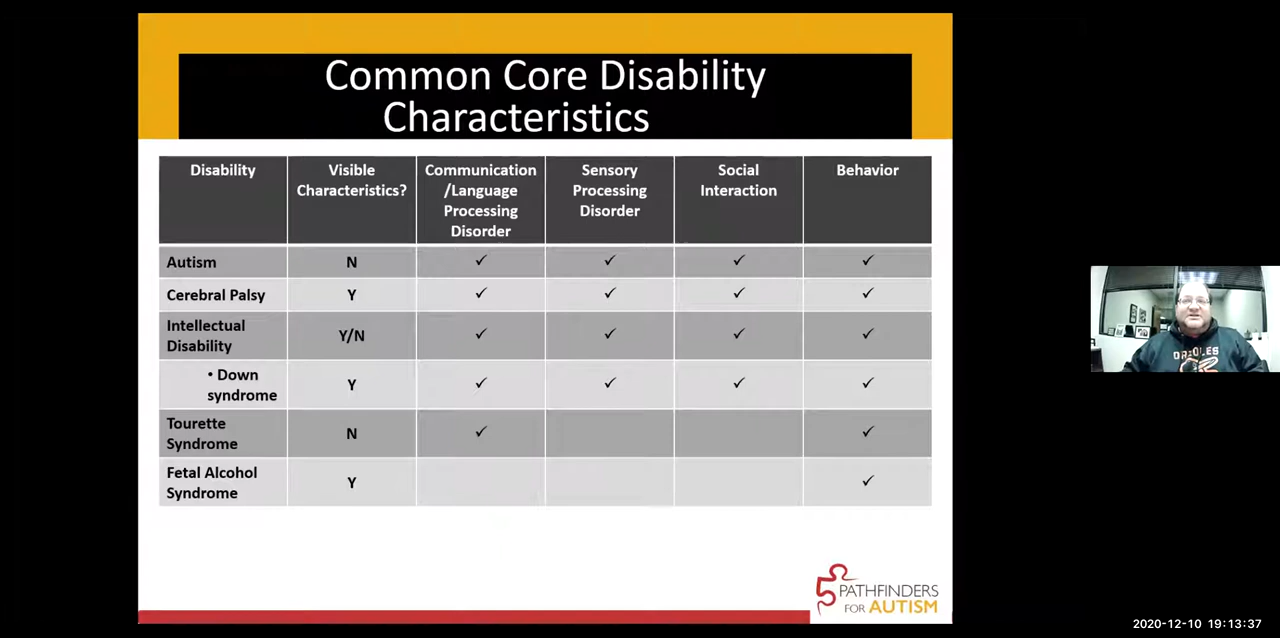 Common Core Disability
Characteristics
Disability
Visible
Characteristics?
Communication
/Language
Processing
Disorder
Sensory
Processing
Disorder
Social
Interaction
Behavior
Autism N ✓ ✓ ✓ ✓
Cerebral Palsy Y ✓ ✓ ✓ ✓
Intellectual
Disability Y/N ✓ ✓ ✓ ✓
• Down
syndrome Y ✓ ✓ ✓ ✓
Tourette
Syndrome N ✓ ✓
Fetal Alcohol
Syndrome Y ✓
PATHFINDERS
FOR AUTISM
ORIOLES
2020-12-10 19:13:37